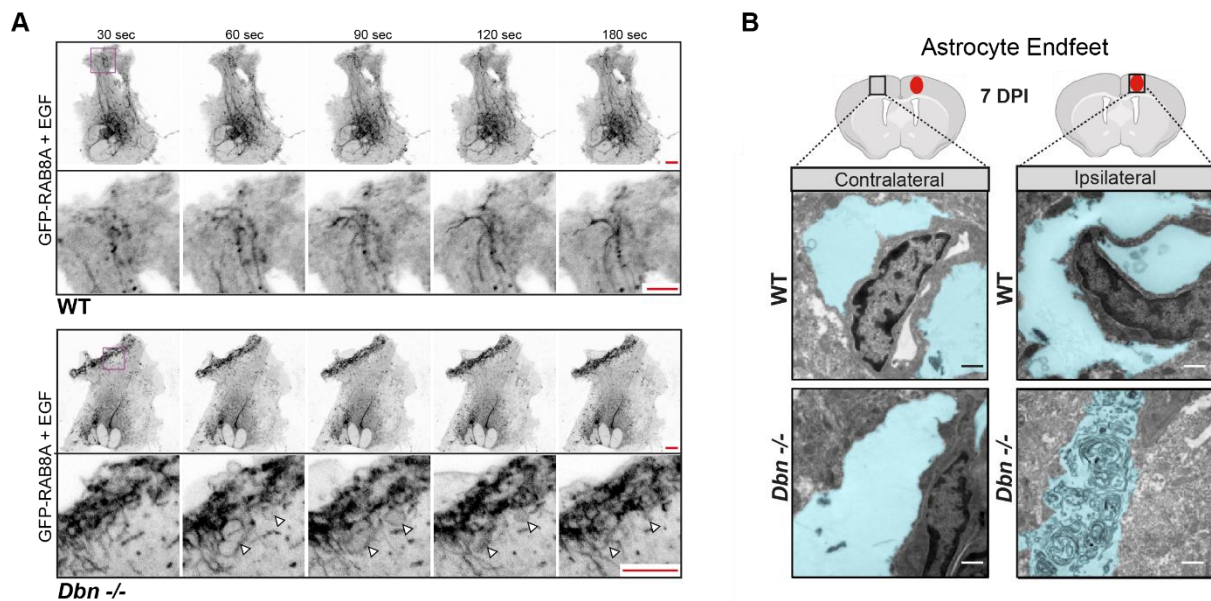 A
30 sec 60 sec 90 sec 120 sec 180 sec
GFP-RAB8A + EGF
WT
GFP-RAB8A + EGF
Dbn -/-
B
Astrocyte Endfeet
7 DPI
Contralateral Ipsilateral
WT WT
Dbn -/- Dbn -/-